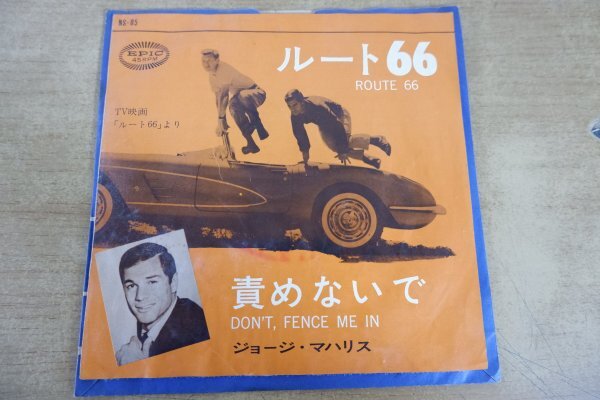 NS-85
EPIC
45RPM
ルート66
ROUTE 66
TV映画
「ルート66」より
責めないで
DON'T, FENCE ME IN
ジョージ・マハリス